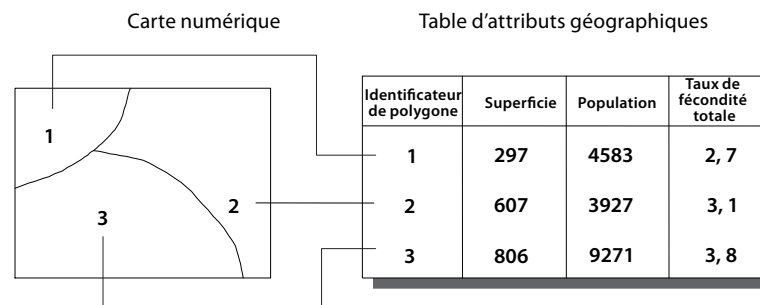 Carte numérique
Table d'attributs géographiques
1
2
3
Identificateur de polygone Superficie Population Taux de fécondité totale
1 297 4583 2, 7
2 607 3927 3, 1
3 806 9271 3, 8